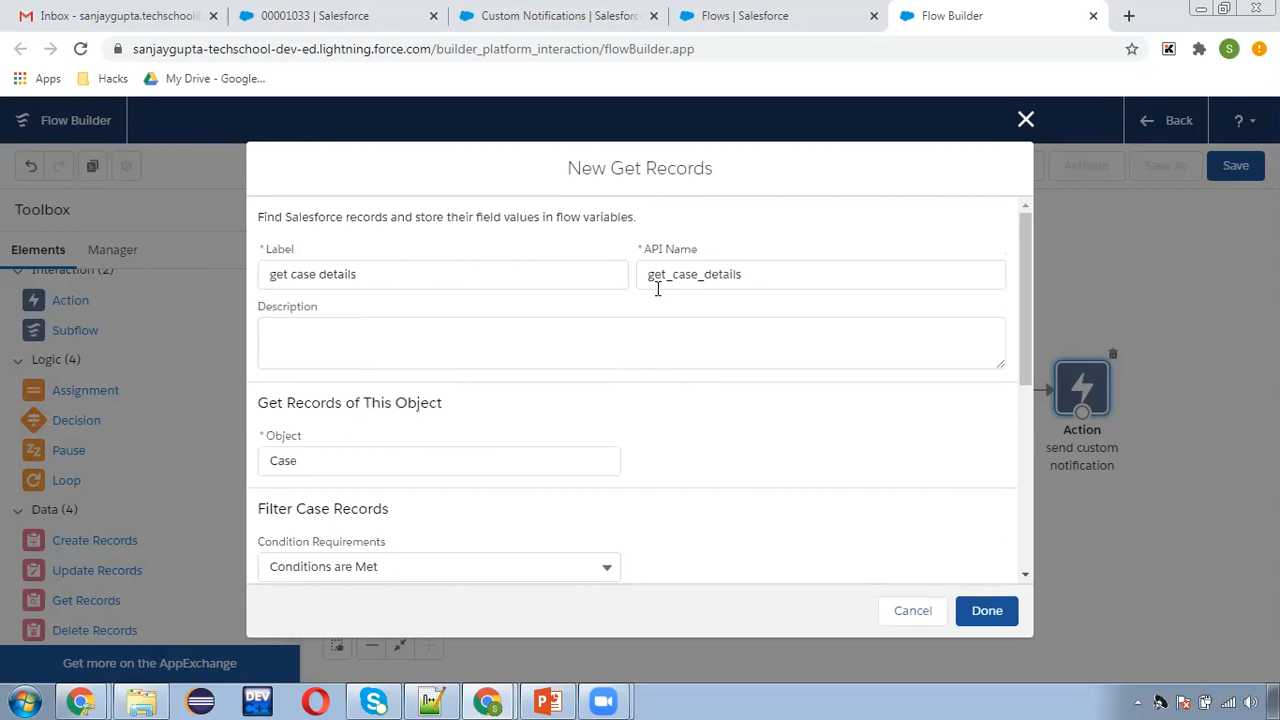 Inbox - sanjaygupta.techschool@
00001033 | Salesforce
Custom Notifications | Salesforc
Flows | Salesforce
Flow Builder
sanjaygupta-techschool-dev-ed.lightning.force.com/builder_platform_interaction/flowBuilder.app
S
Apps
Hacks
My Drive - Google...
Flow Builder
Back
?
New Get Records
Activate
Save As
Save
Toolbox
Find Salesforce records and store their field values in flow variables.
Elements
Manager
* Label
* API Name
Interaction (2)
get case details
get_case_details
Action
Description
Subflow
Logic (4)
Assignment
Get Records of This Object
Decision
* Object
Action
Pause
Case
send custom
notification
Loop
Data (4)
Filter Case Records
Create Records
Condition Requirements
Update Records
Conditions are Met
Get Records
Cancel
Done
Delete Records
Get more on the AppExchange
DEV
C++